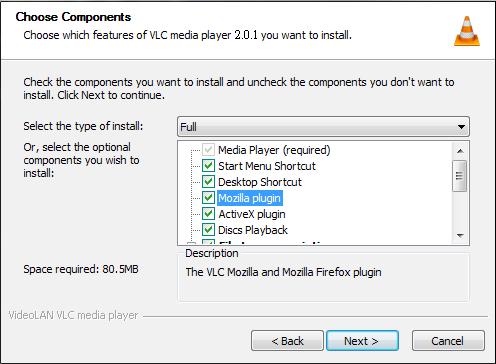 Choose Components
Choose which features of VLC media player 2.0.1 you want to install.
Check the components you want to install and uncheck the components you don't want to
install. Click Next to continue.
Select the type of install:
Full
Or, select the optional
components you wish to
install:
Media Player (required)
Start Menu Shortcut
Desktop Shortcut
Mozilla plugin
ActiveX plugin
Discs Playback
Space required: 80.5MB
Description
The VLC Mozilla and Mozilla Firefox plugin
VideoLAN VLC media player
< Back
Next >
Cancel